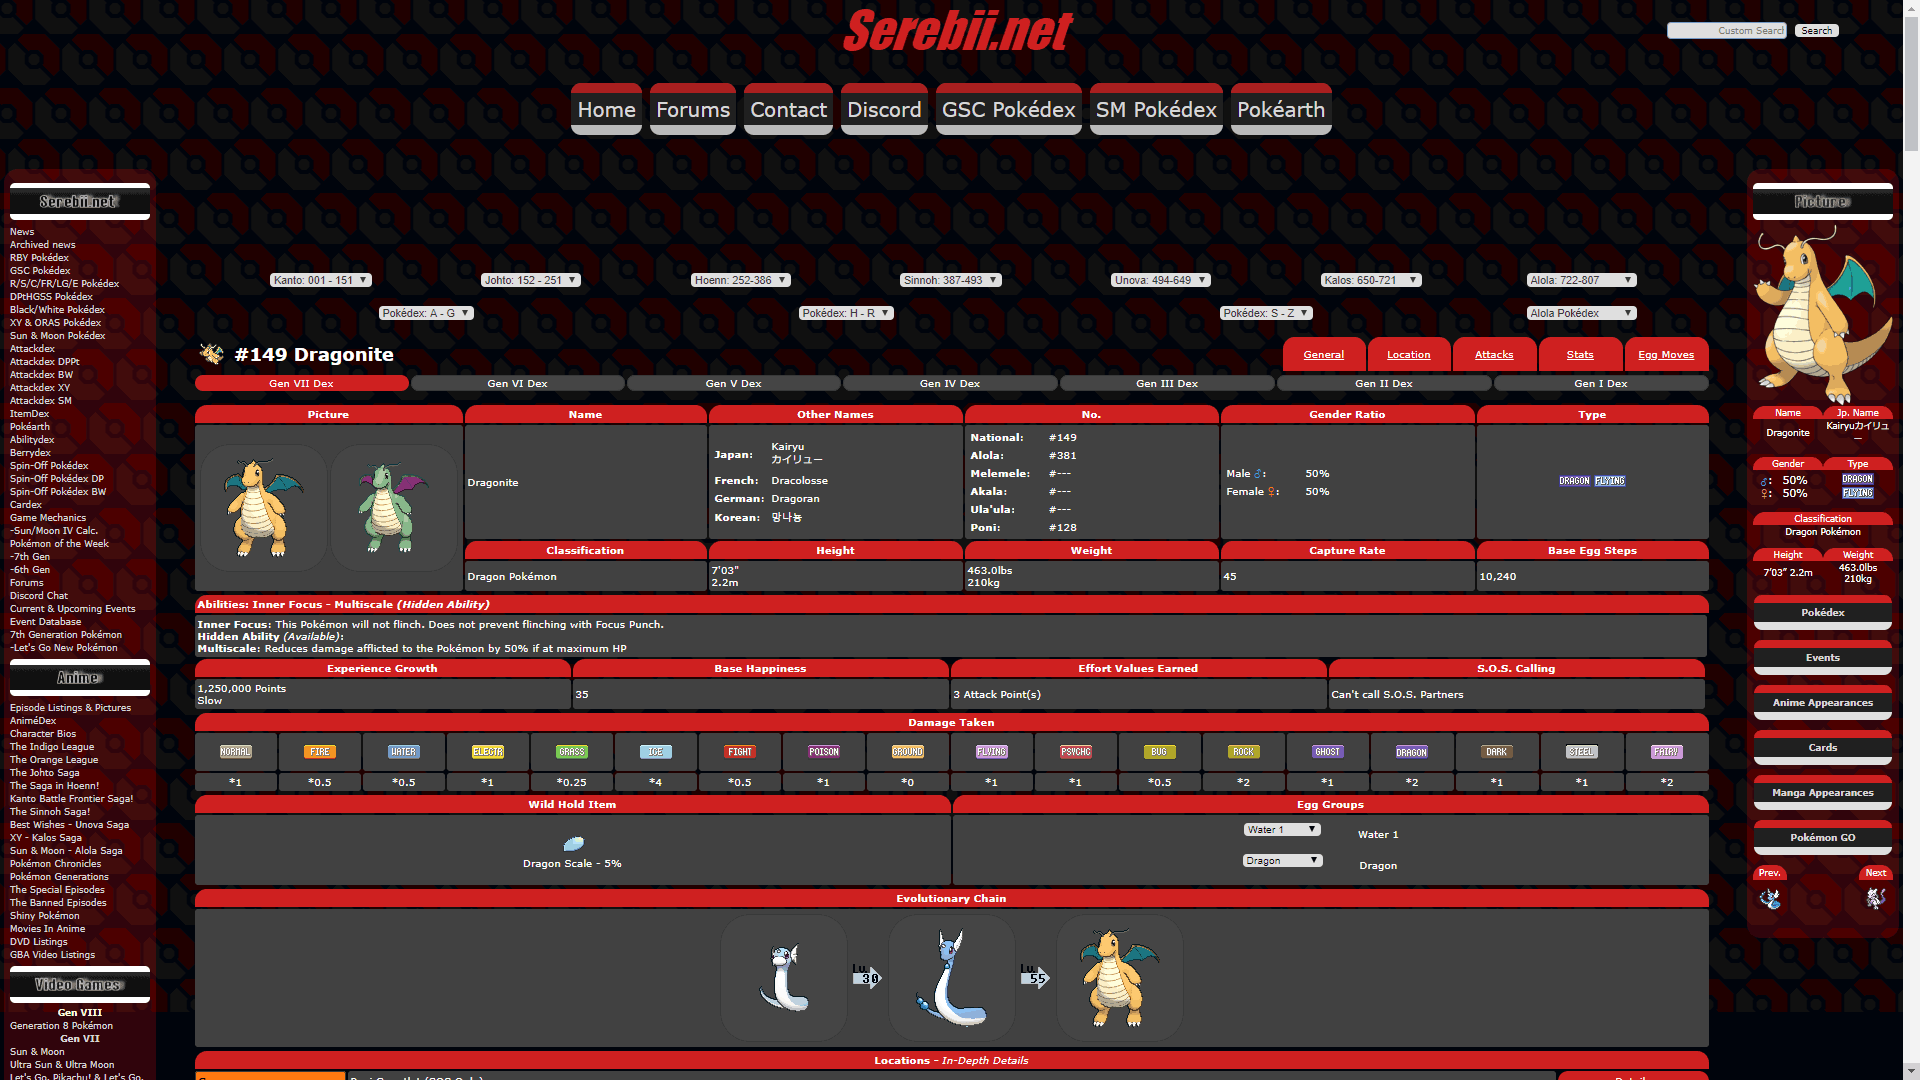 Serebii.net
Custom Search
Search
Home
Forums
Contact
Discord
GSC Pokédex
SM Pokédex
Pokéarth
Serebii.net
News
Archived news
RBY Pokédex
GSC Pokédex
R/S/C/FR/LG/E Pokédex
DPtHGSS Pokédex
Black/White Pokédex
XY & ORAS Pokédex
Sun & Moon Pokédex
Attackdex
Attackdex DPPt
Attackdex BW
Attackdex XY
Attackdex SM
ItemDex
Pokéarth
Abilitydex
Berrydex
Spin-Off Pokédex
Spin-Off Pokédex DP
Spin-Off Pokédex BW
Cardex
Game Mechanics
-Sun/Moon IV Calc.
Pokémon of the Week
-7th Gen
-6th Gen
Forums
Discord Chat
Current & Upcoming Events
Event Database
7th Generation Pokémon
-Let's Go New Pokémon
Anime
Episode Listings & Pictures
AniméDex
Character Bios
The Indigo League
The Orange League
The Johto Saga
The Saga in Hoenn!
Kanto Battle Frontier Saga!
The Sinnoh Saga!
Best Wishes - Unova Saga
XY - Kalos Saga
Sun & Moon - Alola Saga
Pokémon Chronicles
Pokémon Generations
The Special Episodes
The Banned Episodes
Shiny Pokémon
Movies In Anime
DVD Listings
GBA Video Listings
Video Games
Gen VIII
Generation 8 Pokémon
Gen VII
Sun & Moon
Ultra Sun & Ultra Moon
Let's Go, Pikachu! & Let's Go,
Kanto: 001 - 151
Johto: 152 - 251
Hoenn: 252-386
Sinnoh: 387-493
Unova: 494-649
Kalos: 650-721
Alola: 722-807
Pokédex: A - G
Pokédex: H - R
Pokédex: S - Z
Alola Pokédex
#149 Dragonite
General
Location
Attacks
Stats
Egg Moves
Gen VII Dex
Gen VI Dex
Gen V Dex
Gen IV Dex
Gen III Dex
Gen II Dex
Gen I Dex
Picture
Name
Other Names
No.
Gender Ratio
Type
Dragonite
Japan: Kairyu
カイリュー
French: Dracolosse
German: Dragoran
Korean: 망나뇽
National: #149
Alola: #381
Melemele: #---
Akala: #---
Ula'ula: #---
Poni: #128
Male ♂: 50%
Female ♀: 50%
DRAGON FLYING
Classification
Height
Weight
Capture Rate
Base Egg Steps
Dragon Pokémon
7'03"
2.2m
463.0lbs
210kg
45
10,240
Abilities: Inner Focus - Multiscale (Hidden Ability)
Inner Focus: This Pokémon will not flinch. Does not prevent flinching with Focus Punch.
Hidden Ability (Available):
Multiscale: Reduces damage afflicted to the Pokémon by 50% if at maximum HP
Experience Growth
Base Happiness
Effort Values Earned
S.O.S. Calling
1,250,000 Points
Slow
35
3 Attack Point(s)
Can't call S.O.S. Partners
Damage Taken
NORMAL FIRE WATER ELECTR GRASS ICE FIGHT POISON GROUND FLYING PSYCHC BUG ROCK GHOST DRAGON DARK STEEL FAIRY
*1 *0.5 *0.5 *1 *0.25 *4 *0.5 *1 *0 *1 *1 *0.5 *2 *1 *2 *1 *1 *2
Wild Hold Item
Egg Groups
Dragon Scale - 5%
Water 1 Water 1
Dragon Dragon
Evolutionary Chain
Lv. 30
Lv. 55
Locations - In-Depth Details
Picture
Name
Jp. Name
Dragonite
Kairyuカイリュ
ー
Gender
Type
♂: 50%
♀: 50%
DRAGON
FLYING
Classification
Dragon Pokémon
Height
Weight
7'03" 2.2m
463.0lbs
210kg
Pokédex
Events
Anime Appearances
Cards
Manga Appearances
Pokémon GO
Prev.
Next